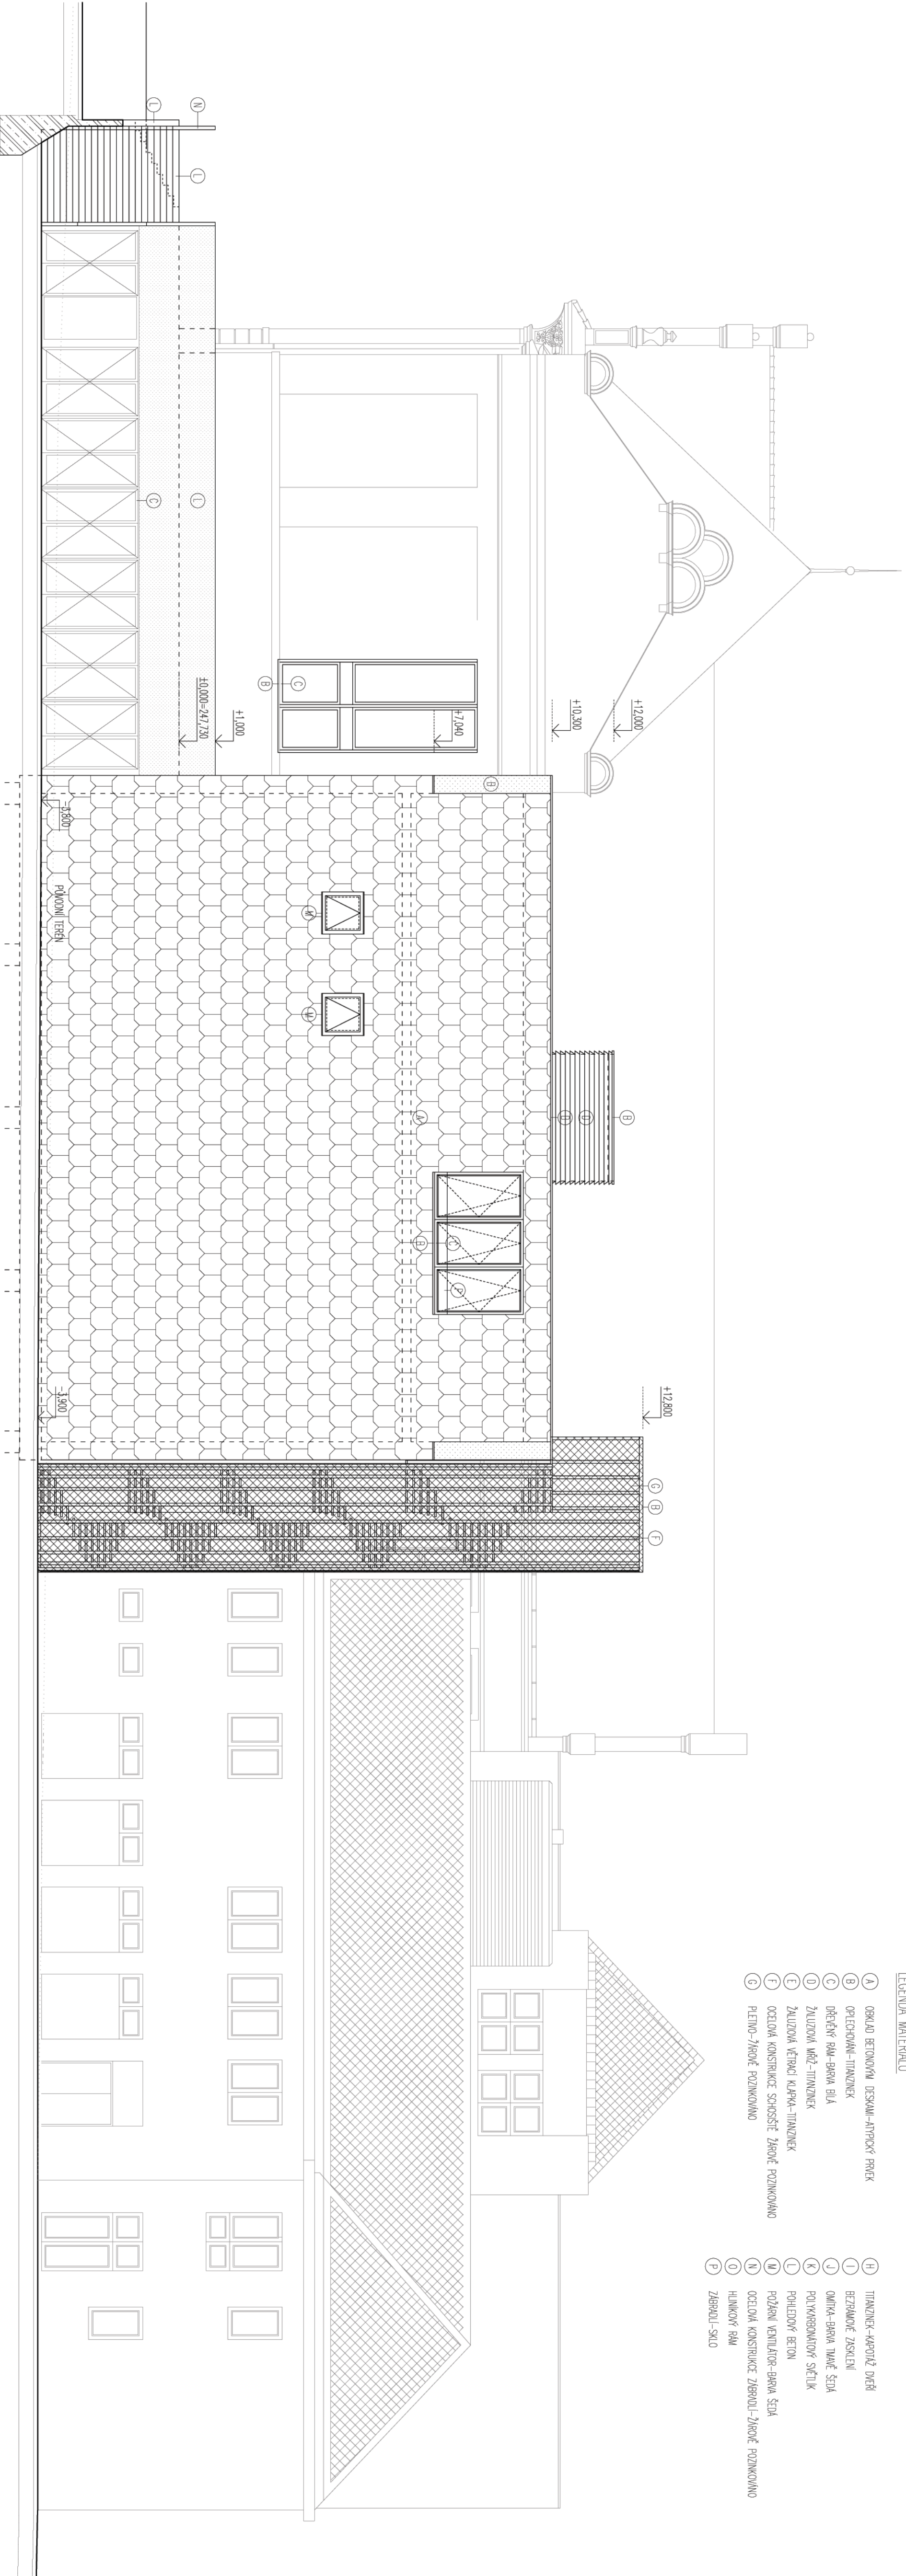 LEGENDA MATERIÁLŮ
A OBKLAD BETONOVÝM DESKAMI-ATYPICKÝ PRVEK
B OPLECHOVÁNÍ-TITANZINEK
C DŘEVĚNÝ RÁM-BARVA BÍLÁ
D ŽALUZIOVÁ MŘÍŽ-TITANZINEK
E ŽALUZIOVÁ VĚTRACÍ KLAPKA-TITANZINEK
F OCELOVÁ KONSTRUKCE SCHODIŠTĚ ŽÁROVĚ POZINKOVÁNO
G PLETIVO-ŽÁROVĚ POZINKOVÁNO
H TITANZINEK-KAPOTÁŽ DVEŘÍ
I BEZRÁMOVÉ ZASKLENÍ
J OMÍTKA-BARVA TMAVĚ ŠEDÁ
K POLYKARBONÁTOVÝ SVĚTLÍK
L POHLEDOVÝ BETON
M POŽÁRNÍ VENTILÁTOR-BARVA ŠEDÁ
N OCELOVÁ KONSTRUKCE ZÁBRADLÍ-ŽÁROVĚ POZINKOVÁNO
O HLINÍKOVÝ RÁM
P ZÁBRADLÍ-SKLO
+12,800
+12,000
+10,300
+7,040
+1,000
±0,000=247,730
-3,800
-3,900
PŮVODNÍ TERÉN
N
L
L
L
C
C
B
B
M
M
A
D
D
B
B
C
P
G
B
F